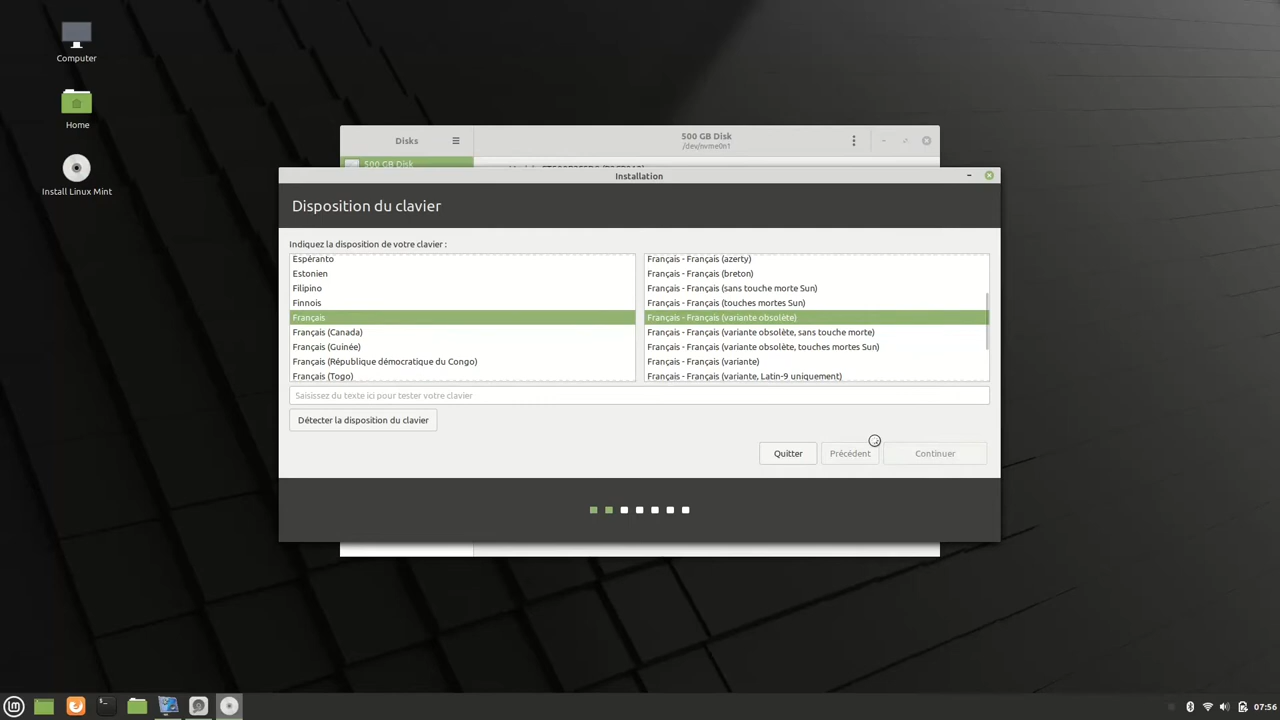 Computer
Home
Install Linux Mint
Disks
500 GB Disk
/dev/nvme0n1
500 GB Disk
Installation
Disposition du clavier
Indiquez la disposition de votre clavier :
Espéranto
Estonien
Filipino
Finnois
Français
Français (Canada)
Français (Guinée)
Français (République démocratique du Congo)
Français (Togo)
Français - Français (azerty)
Français - Français (breton)
Français - Français (sans touche morte Sun)
Français - Français (touches mortes Sun)
Français - Français (variante obsolète)
Français - Français (variante obsolète, sans touche morte)
Français - Français (variante obsolète, touches mortes Sun)
Français - Français (variante)
Français - Français (variante, Latin-9 uniquement)
Saisissez du texte ici pour tester votre clavier
Détecter la disposition du clavier
Quitter
Précédent
Continuer
07:56